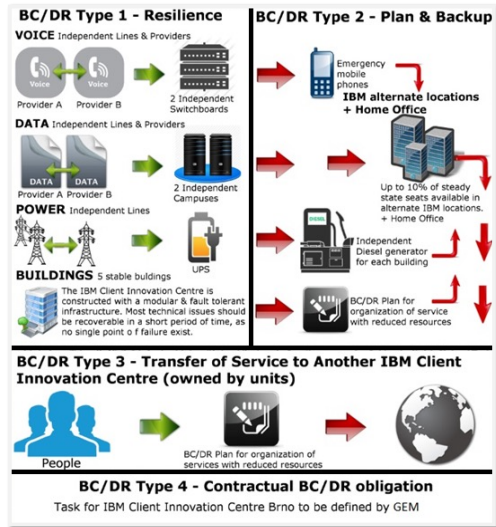 BC/DR Type 1 - Resilience
VOICE Independent Lines & Providers
Voice
Voice
Provider A
Provider B
2 Independent
Switchboards
DATA Independent Lines & Providers
DATA
DATA
Provider A
Provider B
2 Independent
Campuses
POWER Independent Lines
UPS
BUILDINGS 5 stable buldings
The IBM Client Innovation Centre is
constructed with a modular & fault tolerant
infrastructure. Most technical issues should
be recoverable in a short period of time, as
no single point o f failure exist.
BC/DR Type 2 - Plan & Backup
Emergency
mobile
phones
IBM alternate locations
+ Home Office
Up to 10% of steady
state seats available in
alternate IBM locations.
+ Home Office
DIESEL
Independent
Diesel generator
for each building
BC/DR Plan for
organization of service
with reduced resources
BC/DR Type 3 - Transfer of Service to Another IBM Client
Innovation Centre (owned by units)
People
BC/DR Plan for organization of
services with reduced resources
BC/DR Type 4 - Contractual BC/DR obligation
Task for IBM Client Innovation Centre Brno to be defined by GEM